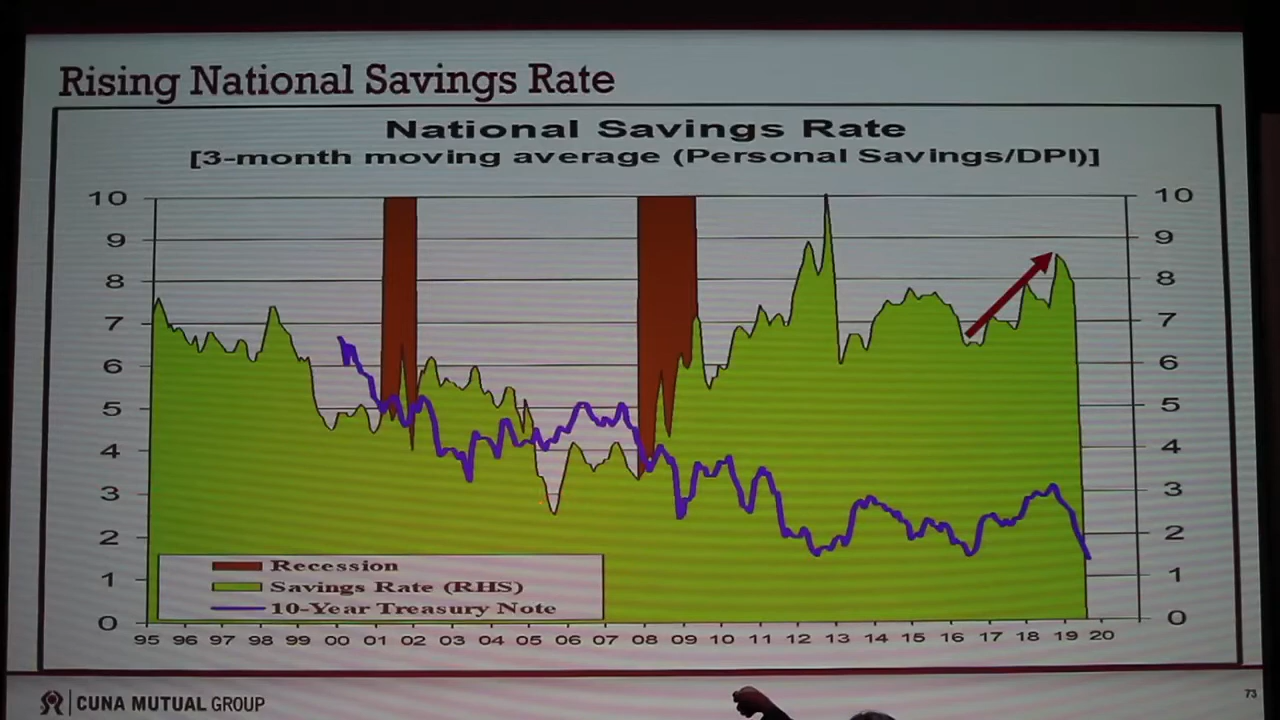 Rising National Savings Rate
National Savings Rate
[3-month moving average (Personal Savings/DPI)]
10 10
9 9
8 8
7 7
6 6
5 5
4 4
3 3
2 2
1 1
0 0
Recession
Savings Rate (RHS)
10-Year Treasury Note
95 96 97 98 99 00 01 02 03 04 05 06 07 08 09 10 11 12 13 14 15 16 17 18 19 20
CUNA MUTUAL GROUP
73